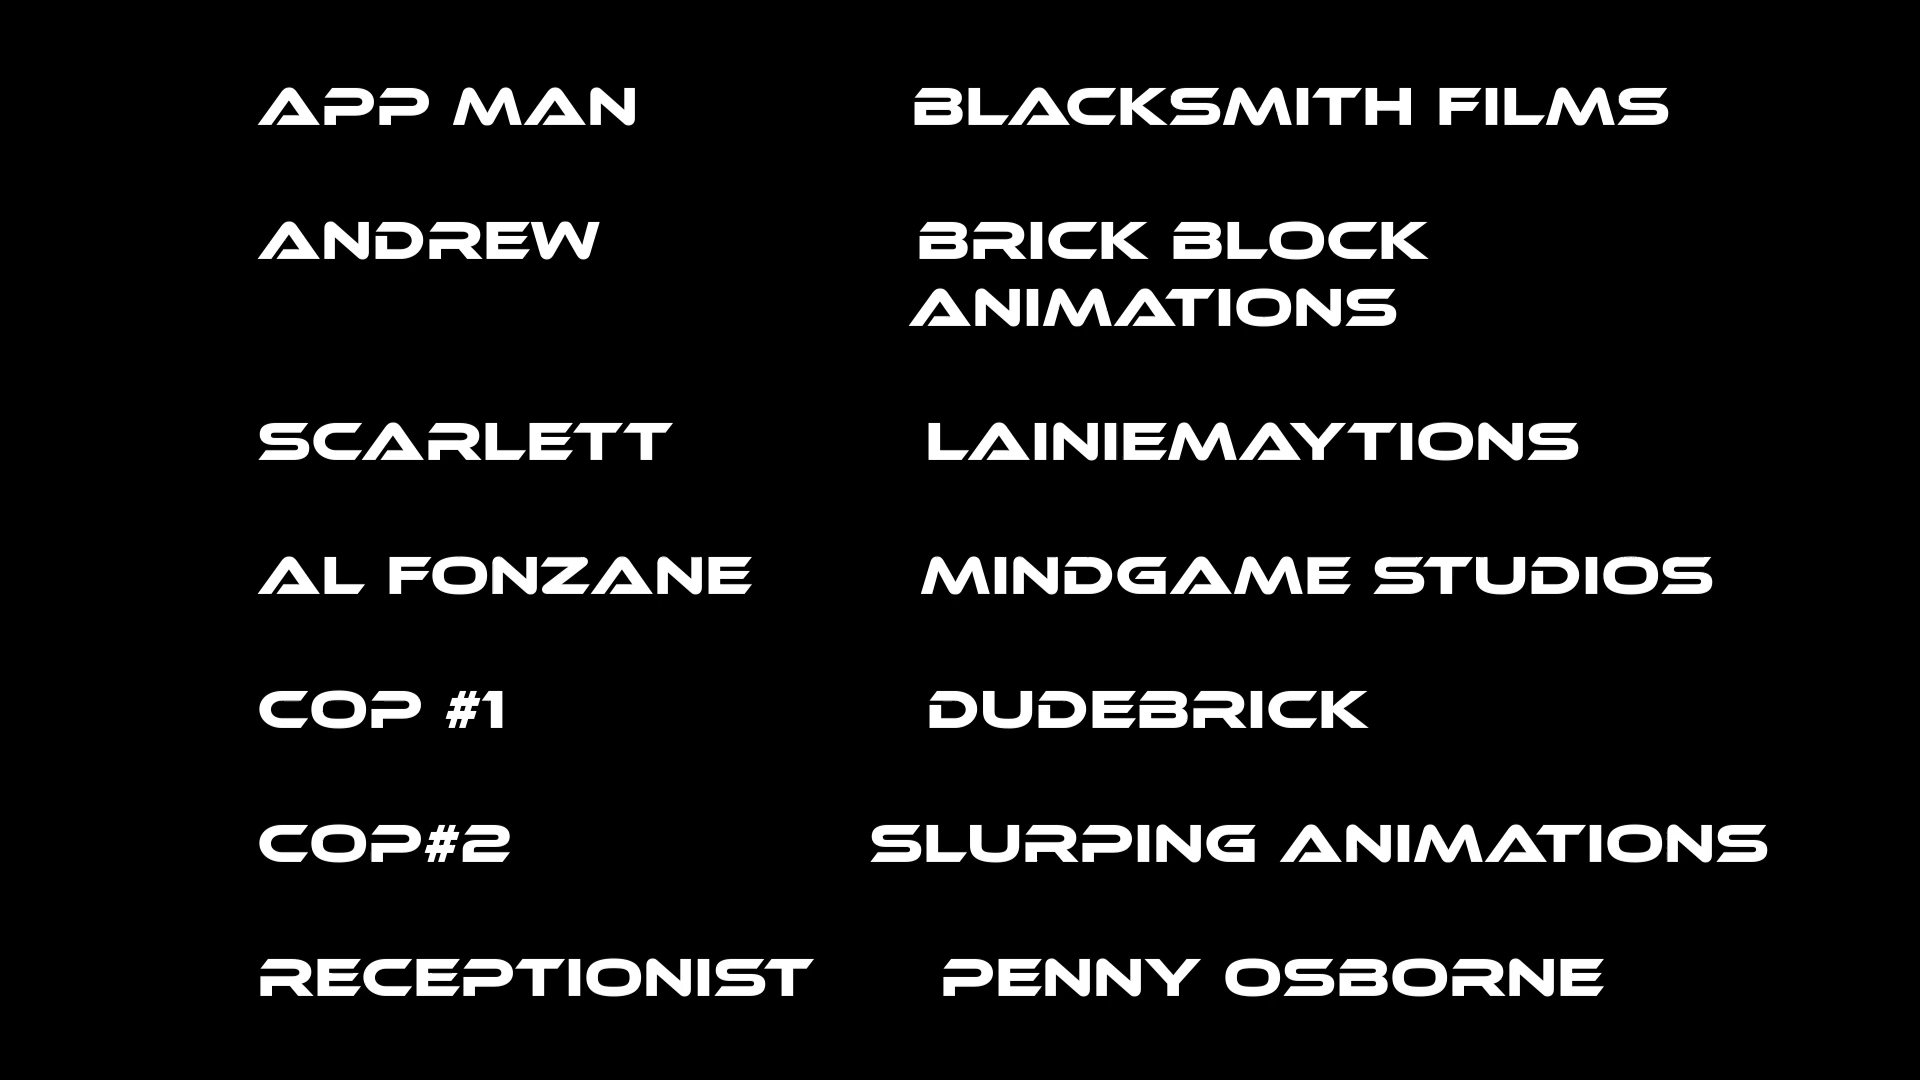 APP MAN BLACKSMITH FILMS
ANDREW BRICK BLOCK
ANIMATIONS
SCARLETT LAINIEMAYTIONS
AL FONZANE MINDGAME STUDIOS
COP #1 DUDEBRICK
COP#2 SLURPING ANIMATIONS
RECEPTIONIST PENNY OSBORNE